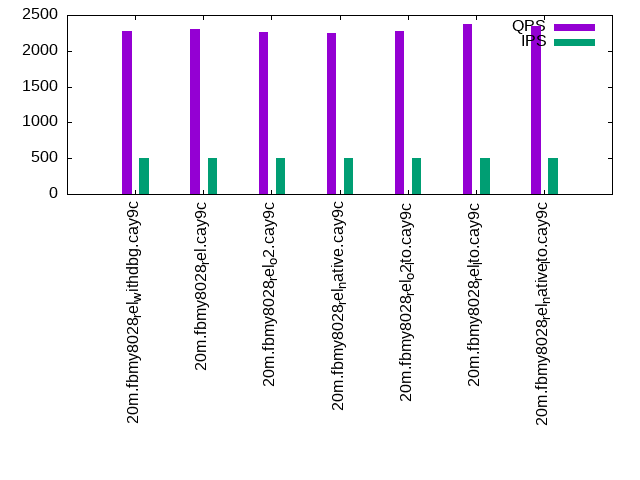 2500
2000
1500
1000
500
0
QPS
IPS
20m.fbmy8028relwithdbg.cay9c
20m.fbmy8028rel.cay9c
20m.fbmy8028relo2.cay9c
20m.fbmy8028relnative.cay9c
20m.fbmy8028relo2lto.cay9c
20m.fbmy8028rellto.cay9c
20m.fbmy8028relnativelto.cay9c